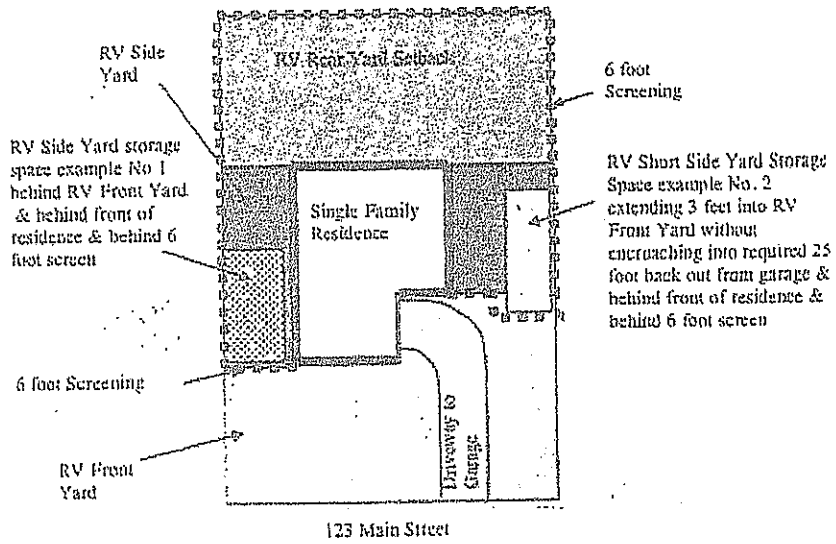 RV Rear Yard Setback
RV Side
Yard
6 foot
Screening
RV Side Yard storage
space example No 1
behind RV Front Yard
& behind front of
residence & behind 6
foot screen
Single Family
Residence
RV Short Side Yard Storage
Space example No. 2
extending 3 feet into RV
Front Yard without
encroaching into required 25
foot back out from garage &
behind front of residence &
behind 6 foot screen
6 foot Screening
RV Front
Yard
Driveway to
Garage
123 Main Street